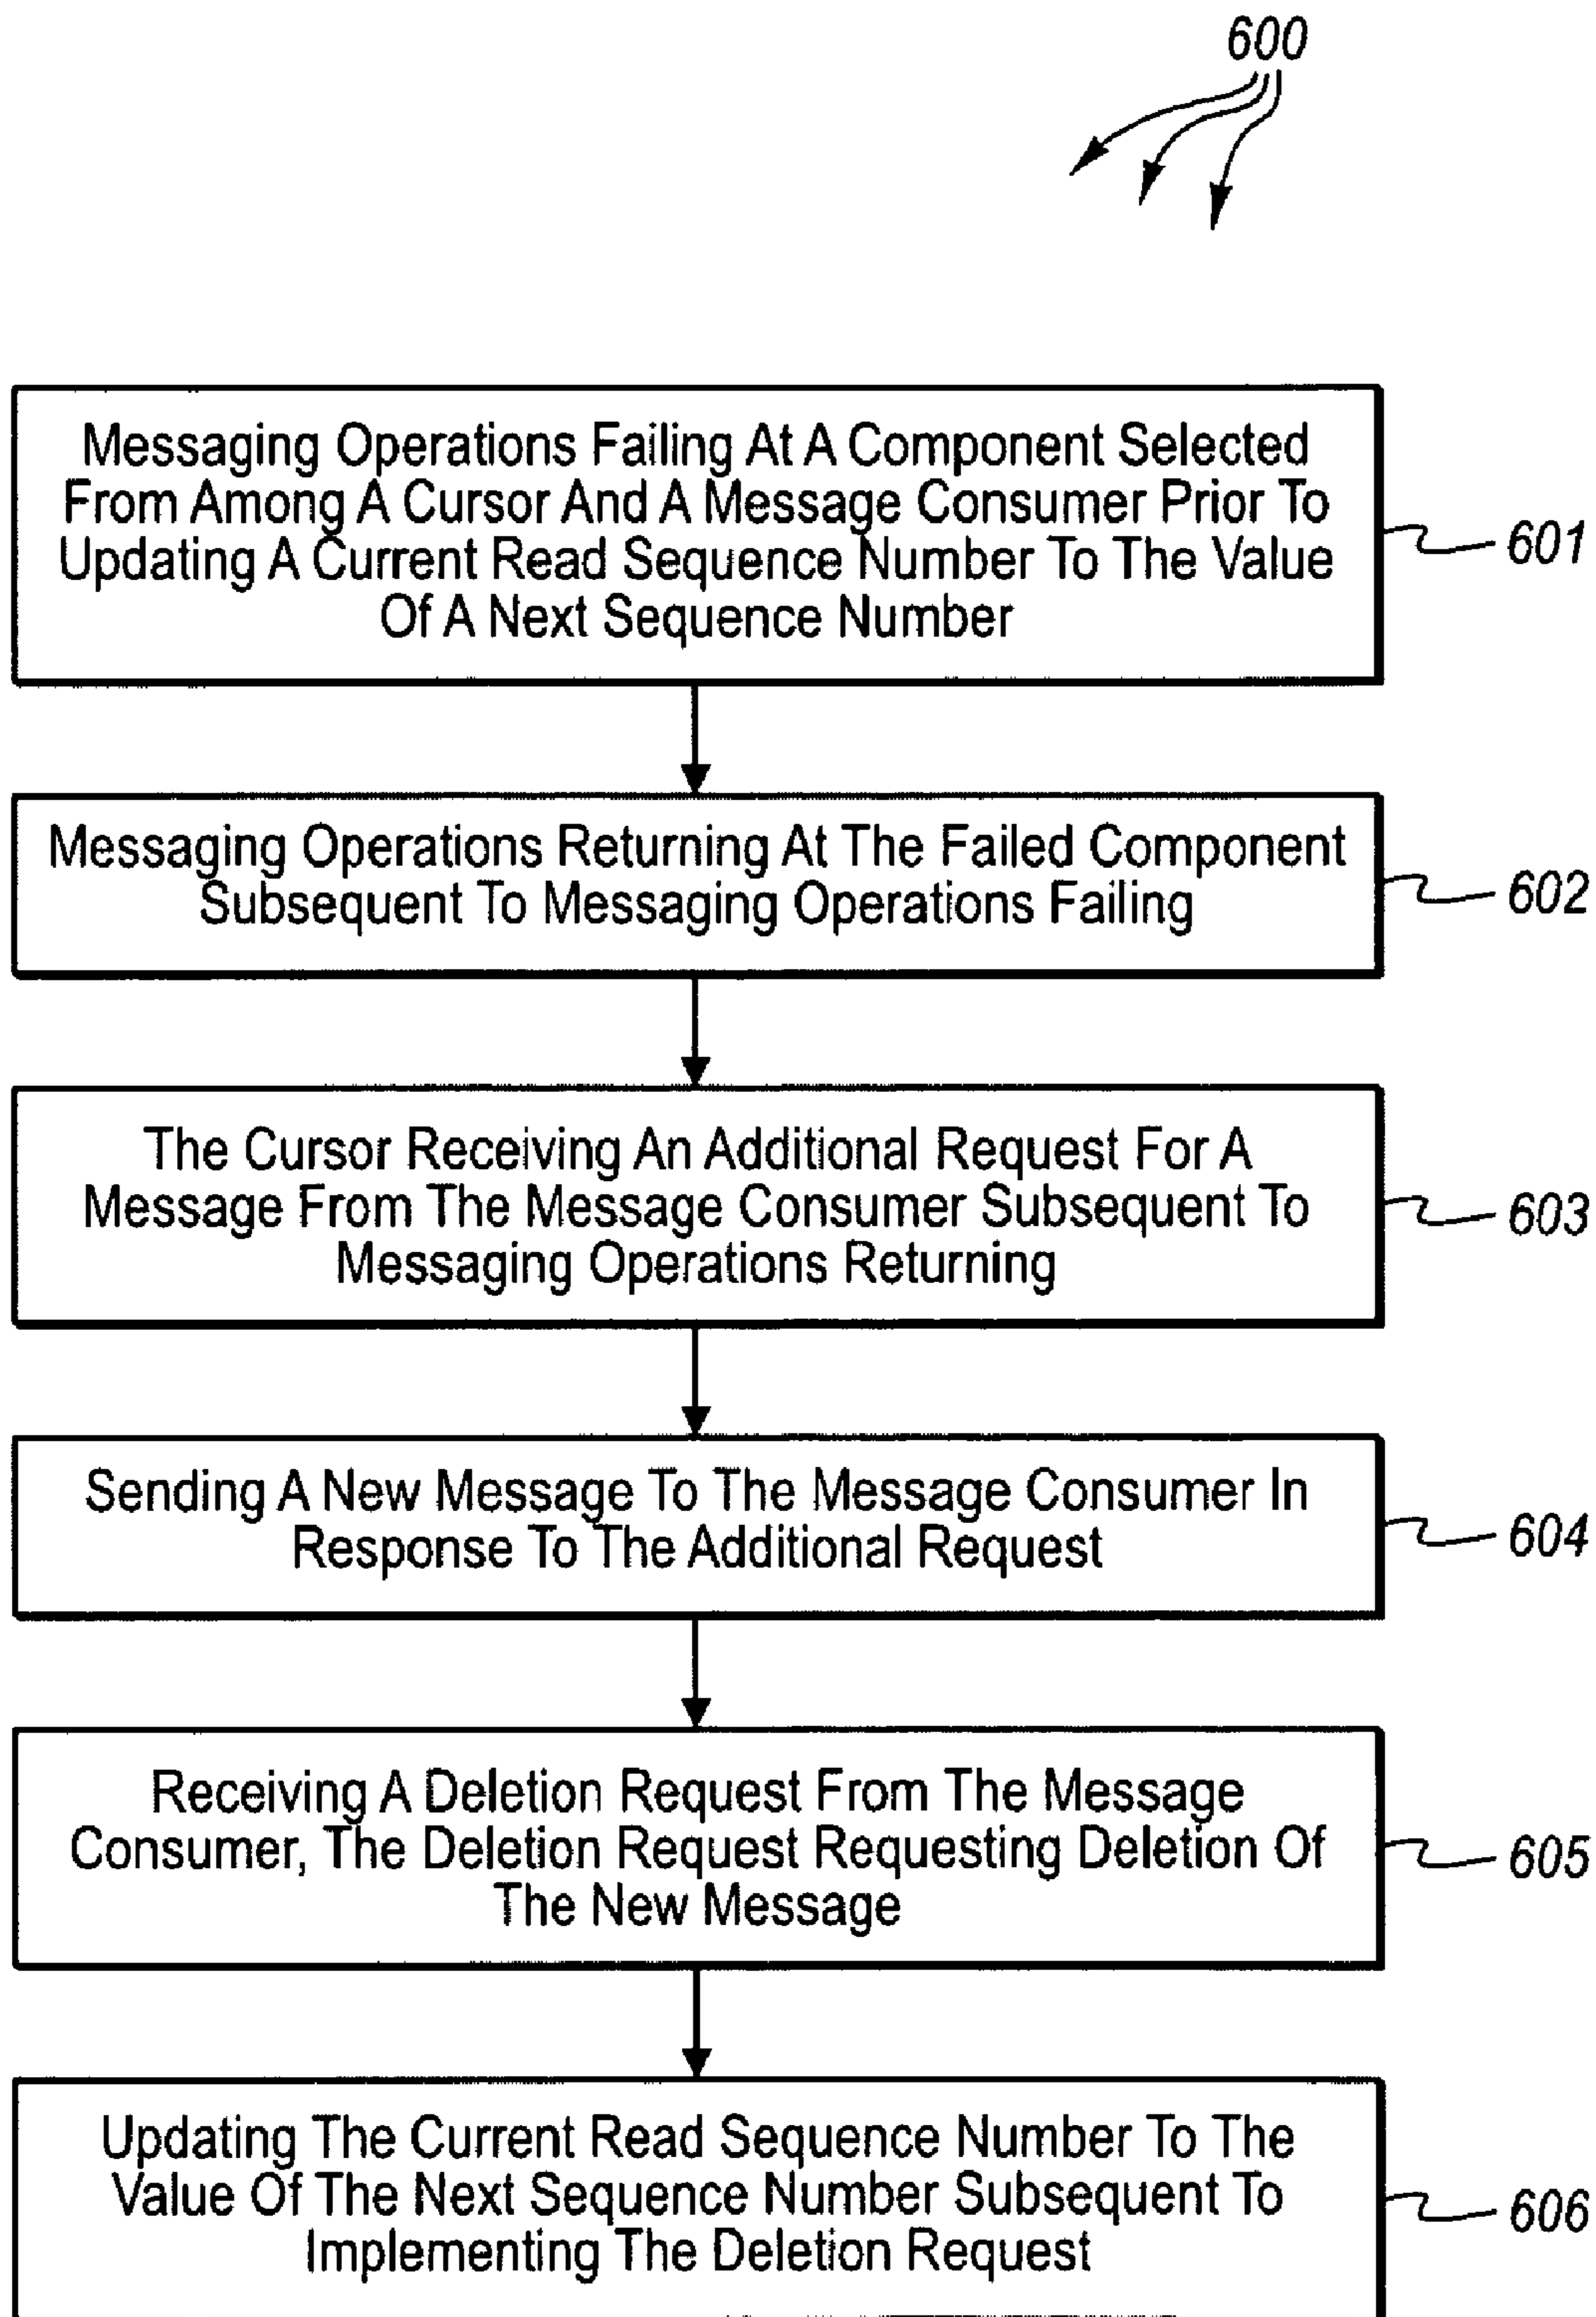 600
Messaging Operations Failing At A Component Selected
From Among A Cursor And A Message Consumer Prior To
Updating A Current Read Sequence Number To The Value
Of A Next Sequence Number
601
Messaging Operations Returning At The Failed Component
Subsequent To Messaging Operations Failing
602
The Cursor Receiving An Additional Request For A
Message From The Message Consumer Subsequent To
Messaging Operations Returning
603
Sending A New Message To The Message Consumer In
Response To The Additional Request
604
Receiving A Deletion Request From The Message
Consumer, The Deletion Request Requesting Deletion Of
The New Message
605
Updating The Current Read Sequence Number To The
Value Of The Next Sequence Number Subsequent To
Implementing The Deletion Request
606